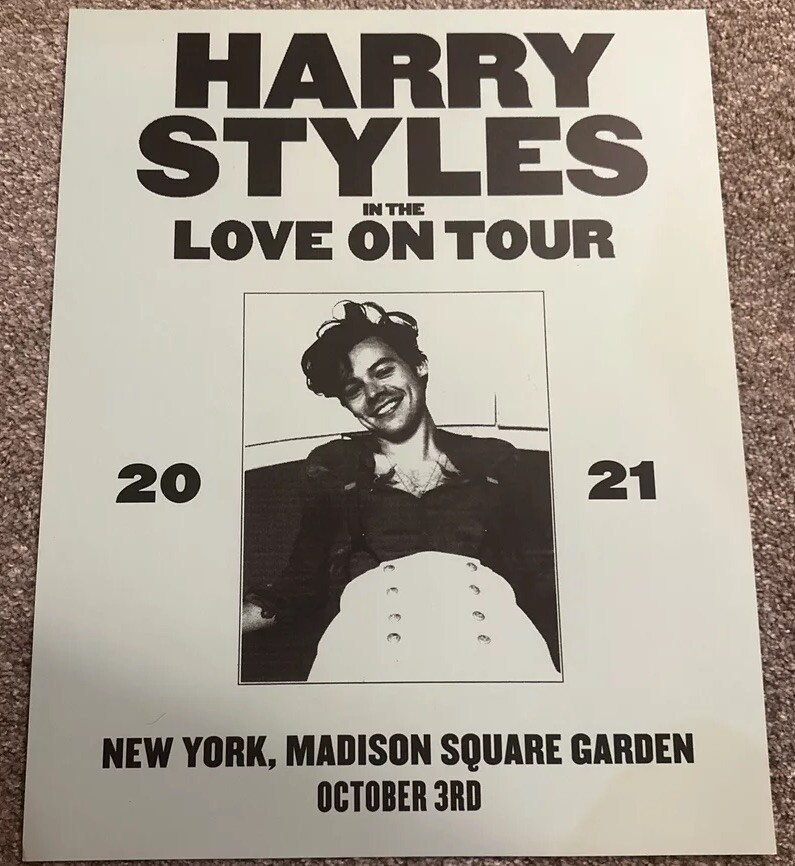 HARRY
STYLES
IN THE
LOVE ON TOUR
20 21
NEW YORK, MADISON SQUARE GARDEN
OCTOBER 3RD